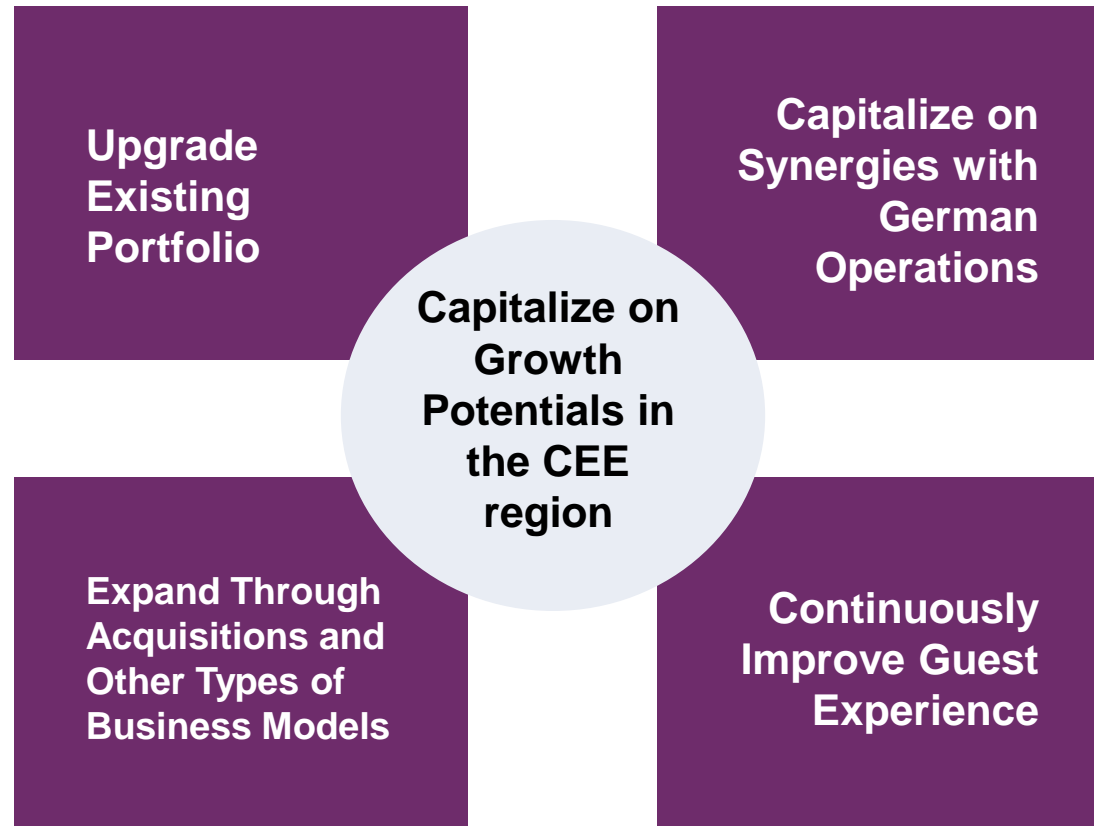 Upgrade
Existing
Portfolio
Capitalize on
Synergies with
German
Operations
Capitalize on
Growth
Potentials in
the CEE
region
Expand Through
Acquisitions and
Other Types of
Business Models
Continuously
Improve Guest
Experience